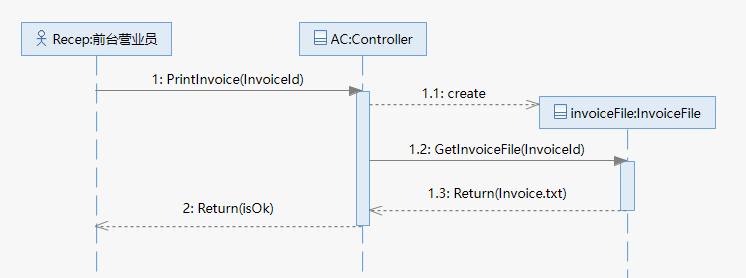 Recep:前台营业员
AC:Controller
1: PrintInvoice(InvoiceId)
1.1: create
invoiceFile:InvoiceFile
1.2: GetInvoiceFile(InvoiceId)
1.3: Return(Invoice.txt)
2: Return(isOk)